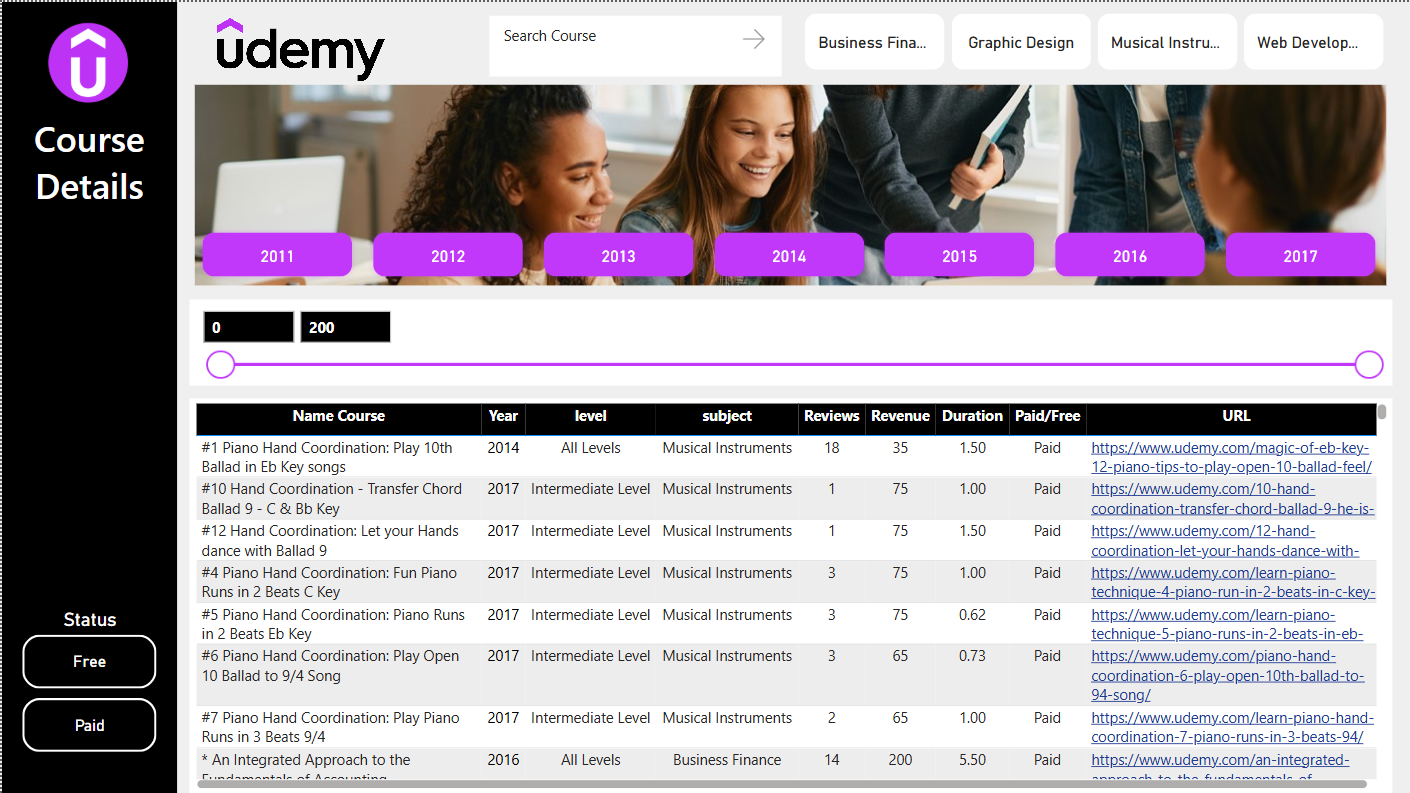 Course
Details
udemy
Search Course
Business Fina...
Graphic Design
Musical Instru...
Web Develop...
2011
2012
2013
2014
2015
2016
2017
0
200
Name Course Year level subject Reviews Revenue Duration Paid/Free URL
#1 Piano Hand Coordination: Play 10th 2014 All Levels Musical Instruments 18 35 1.50 Paid https://www.udemy.com/magic-of-eb-key-
Ballad in Eb Key songs 12-piano-tips-to-play-open-10-ballad-feel/
#10 Hand Coordination - Transfer Chord 2017 Intermediate Level Musical Instruments 1 75 1.00 Paid https://www.udemy.com/10-hand-
Ballad 9 - C & Bb Key coordination-transfer-chord-ballad-9-he-is-
#12 Hand Coordination: Let your Hands 2017 Intermediate Level Musical Instruments 1 75 1.50 Paid https://www.udemy.com/12-hand-
dance with Ballad 9 coordination-let-your-hands-dance-with-
#4 Piano Hand Coordination: Fun Piano 2017 Intermediate Level Musical Instruments 3 75 1.00 Paid https://www.udemy.com/learn-piano-
Runs in 2 Beats C Key technique-4-piano-run-in-2-beats-in-c-key-
#5 Piano Hand Coordination: Piano Runs 2017 Intermediate Level Musical Instruments 3 75 0.62 Paid https://www.udemy.com/learn-piano-
in 2 Beats Eb Key technique-5-piano-runs-in-2-beats-in-eb-
#6 Piano Hand Coordination: Play Open 2017 Intermediate Level Musical Instruments 3 65 0.73 Paid https://www.udemy.com/piano-hand-
10 Ballad to 9/4 Song coordination-6-play-open-10th-ballad-to-
94-song/
#7 Piano Hand Coordination: Play Piano 2017 Intermediate Level Musical Instruments 2 65 1.00 Paid https://www.udemy.com/learn-piano-hand-
Runs in 3 Beats 9/4 coordination-7-piano-runs-in-3-beats-94/
* An Integrated Approach to the 2016 All Levels Business Finance 14 200 5.50 Paid https://www.udemy.com/an-integrated-
Fundamentals of Accounting approach-to-the-fundamentals-of-
Status
Free
Paid